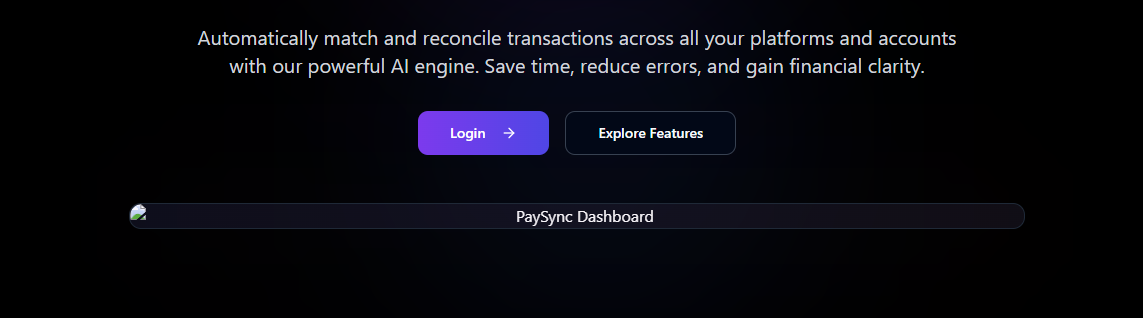 Automatically match and reconcile transactions across all your platforms and accounts
with our powerful AI engine. Save time, reduce errors, and gain financial clarity.
Login
Explore Features
PaySync Dashboard